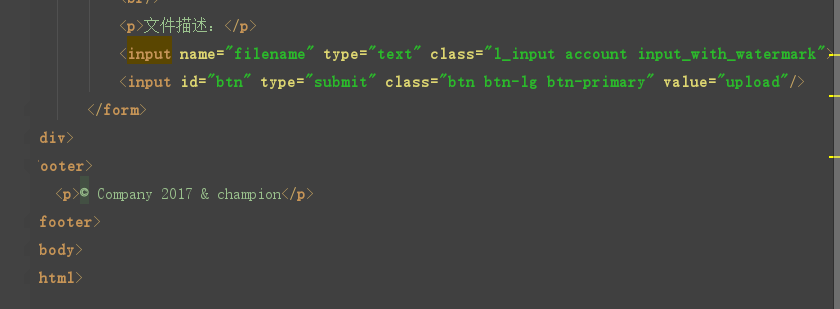 <br/>
<p>文件描述：</p>
<input name="filename" type="text" class="l_input account input_with_watermark">
<input id="btn" type="submit" class="btn btn-lg btn-primary" value="upload"/>
</form>
div>
ooter>
<p>© Company 2017 & champion</p>
footer>
body>
html>